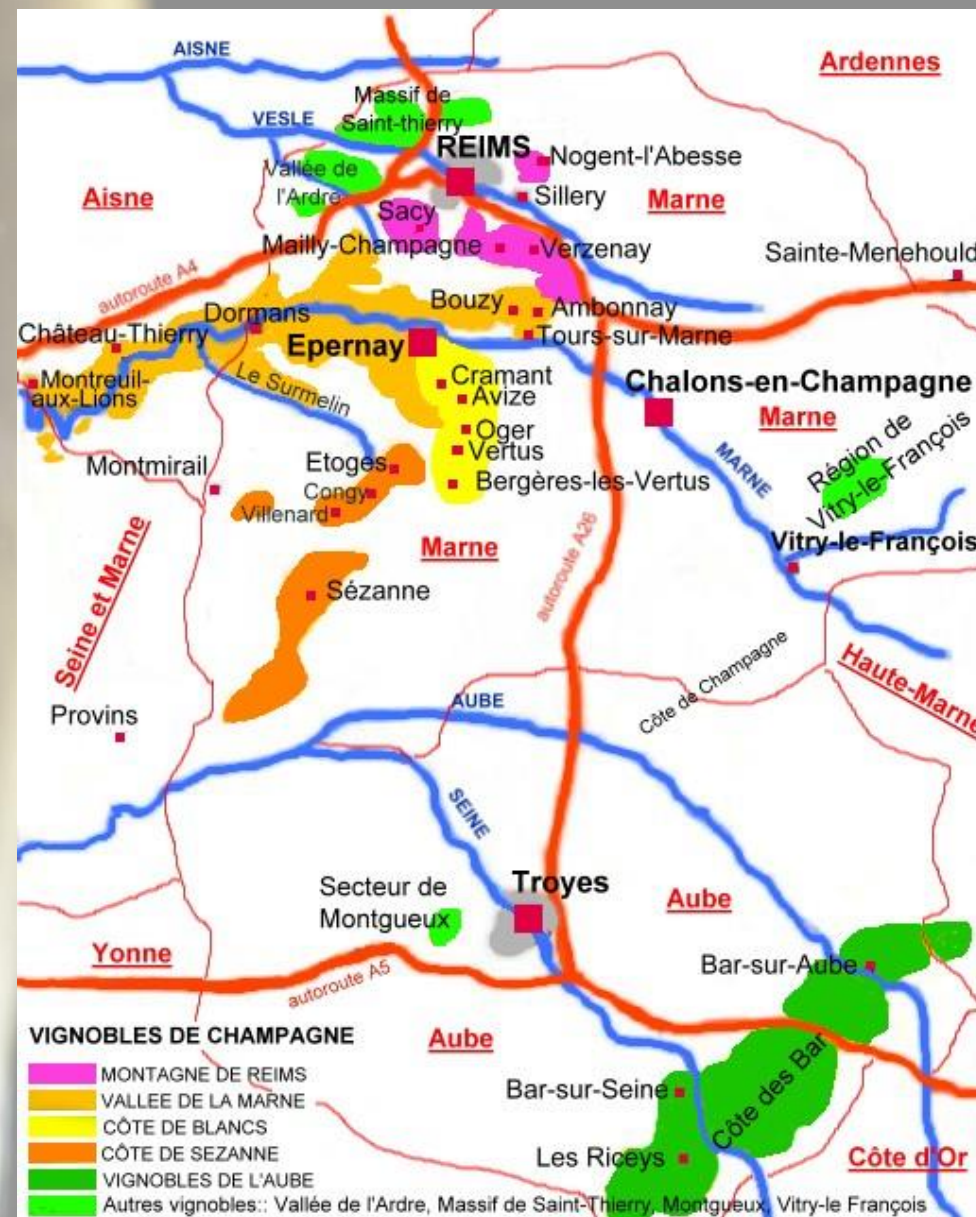 AISNE
Ardennes
Massif de
Saint-thierry
VESLE
REIMS
Nogent-l'Abesse
Vallée de
l'Ardre
Aisne
Sillery
Marne
Sacy
Mailly-Champagne
Verzenay
Sainte-Menehould
autoroute A4
Bouzy
Ambonnay
Dormans
Tours-sur-Marne
Château-Thierry
Epernay
Montreuil-
aux-Lions
Le Surmelin
Cramant
Avize
Chalons-en-Champagne
Marne
Oger
Vertus
Montmirail
Etoges
Congy
Villenard
Bergères-les-Vertus
MARNE
Région de
Vitry-le-François
Vitry-le-François
Marne
autoroute A26
Seine et Marne
Sézanne
Haute-Marne
Côte de Champagne
Provins
AUBE
SEINE
Secteur de
Montgueux
Troyes
Aube
Yonne
Bar-sur-Aube
autoroute A5
Aube
Bar-sur-Seine
Côte des Bar
Les Riceys
Côte d'Or
VIGNOBLES DE CHAMPAGNE
MONTAGNE DE REIMS
VALLEE DE LA MARNE
CÔTE DE BLANCS
CÔTE DE SEZANNE
VIGNOBLES DE L'AUBE
Autres vignobles:: Vallée de l'Ardre, Massif de Saint-Thierry, Montgueux, Vitry-le François